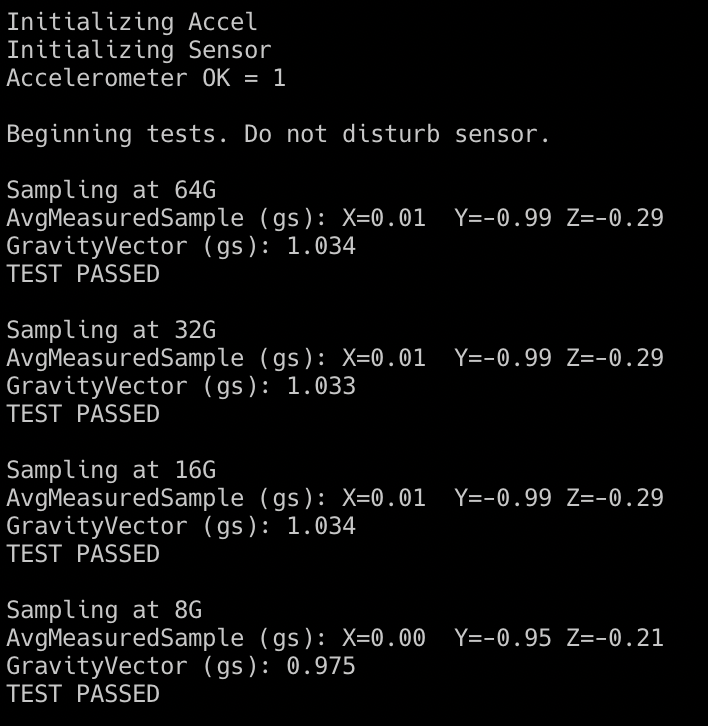 Initializing Accel
Initializing Sensor
Accelerometer OK = 1
Beginning tests. Do not disturb sensor.
Sampling at 64G
AvgMeasuredSample (gs): X=0.01  Y=-0.99 Z=-0.29
GravityVector (gs): 1.034
TEST PASSED
Sampling at 32G
AvgMeasuredSample (gs): X=0.01  Y=-0.99 Z=-0.29
GravityVector (gs): 1.033
TEST PASSED
Sampling at 16G
AvgMeasuredSample (gs): X=0.01  Y=-0.99 Z=-0.29
GravityVector (gs): 1.034
TEST PASSED
Sampling at 8G
AvgMeasuredSample (gs): X=0.00  Y=-0.95 Z=-0.21
GravityVector (gs): 0.975
TEST PASSED